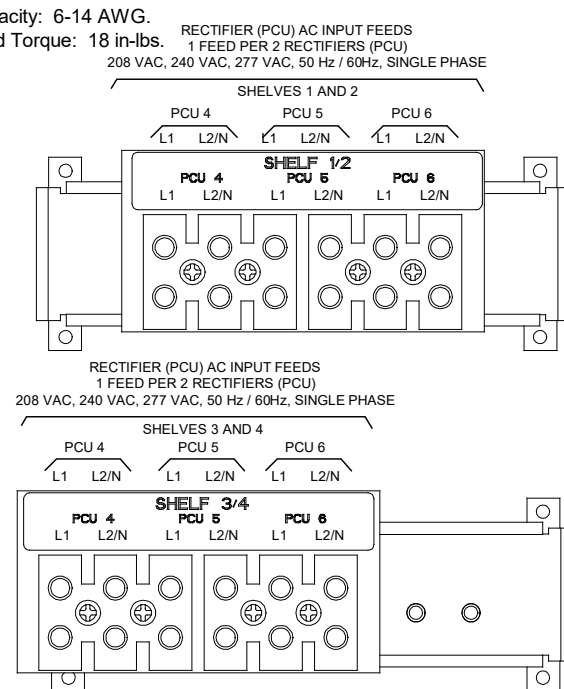 acity: 6-14 AWG.
d Torque: 18 in-lbs.
RECTIFIER (PCU) AC INPUT FEEDS
1 FEED PER 2 RECTIFIERS (PCU)
208 VAC, 240 VAC, 277 VAC, 50 Hz / 60Hz, SINGLE PHASE
SHELVES 1 AND 2
PCU 4 PCU 5 PCU 6
L1 L2/N L1 L2/N L1 L2/N
SHELF 1/2
PCU 4 PCU 5 PCU 6
L1 L2/N L1 L2/N L1 L2/N
RECTIFIER (PCU) AC INPUT FEEDS
1 FEED PER 2 RECTIFIERS (PCU)
208 VAC, 240 VAC, 277 VAC, 50 Hz / 60Hz, SINGLE PHASE
SHELVES 3 AND 4
PCU 4 PCU 5 PCU 6
L1 L2/N L1 L2/N L1 L2/N
SHELF 3/4
PCU 4 PCU 5 PCU 6
L1 L2/N L1 L2/N L1 L2/N